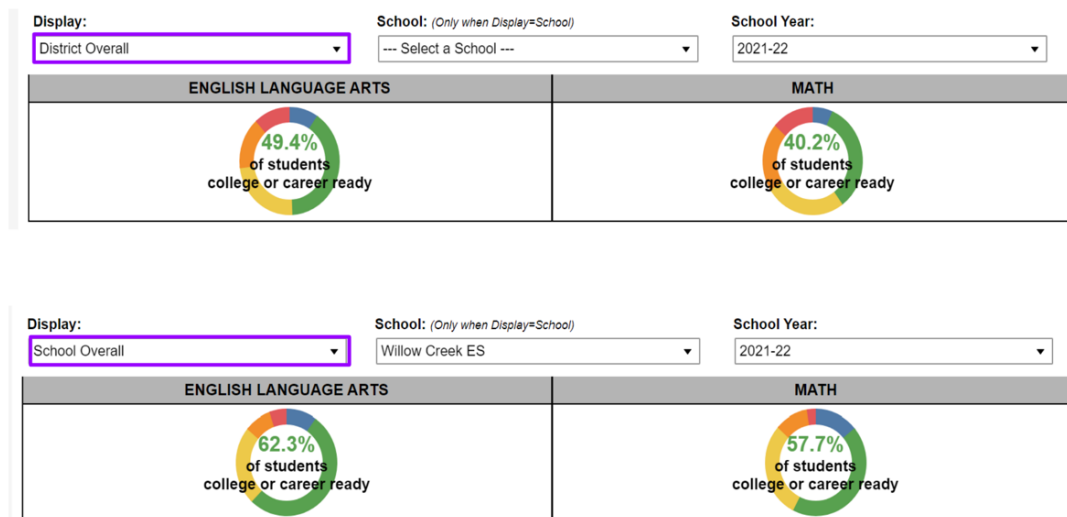 Display: School: (Only when Display=School) School Year:
District Overall --- Select a School --- 2021-22
ENGLISH LANGUAGE ARTS MATH
49.4% 40.2%
of students of students
college or career ready college or career ready
Display: School: (Only when Display=School) School Year:
School Overall Willow Creek ES 2021-22
ENGLISH LANGUAGE ARTS MATH
62.3% 57.7%
of students of students
college or career ready college or career ready